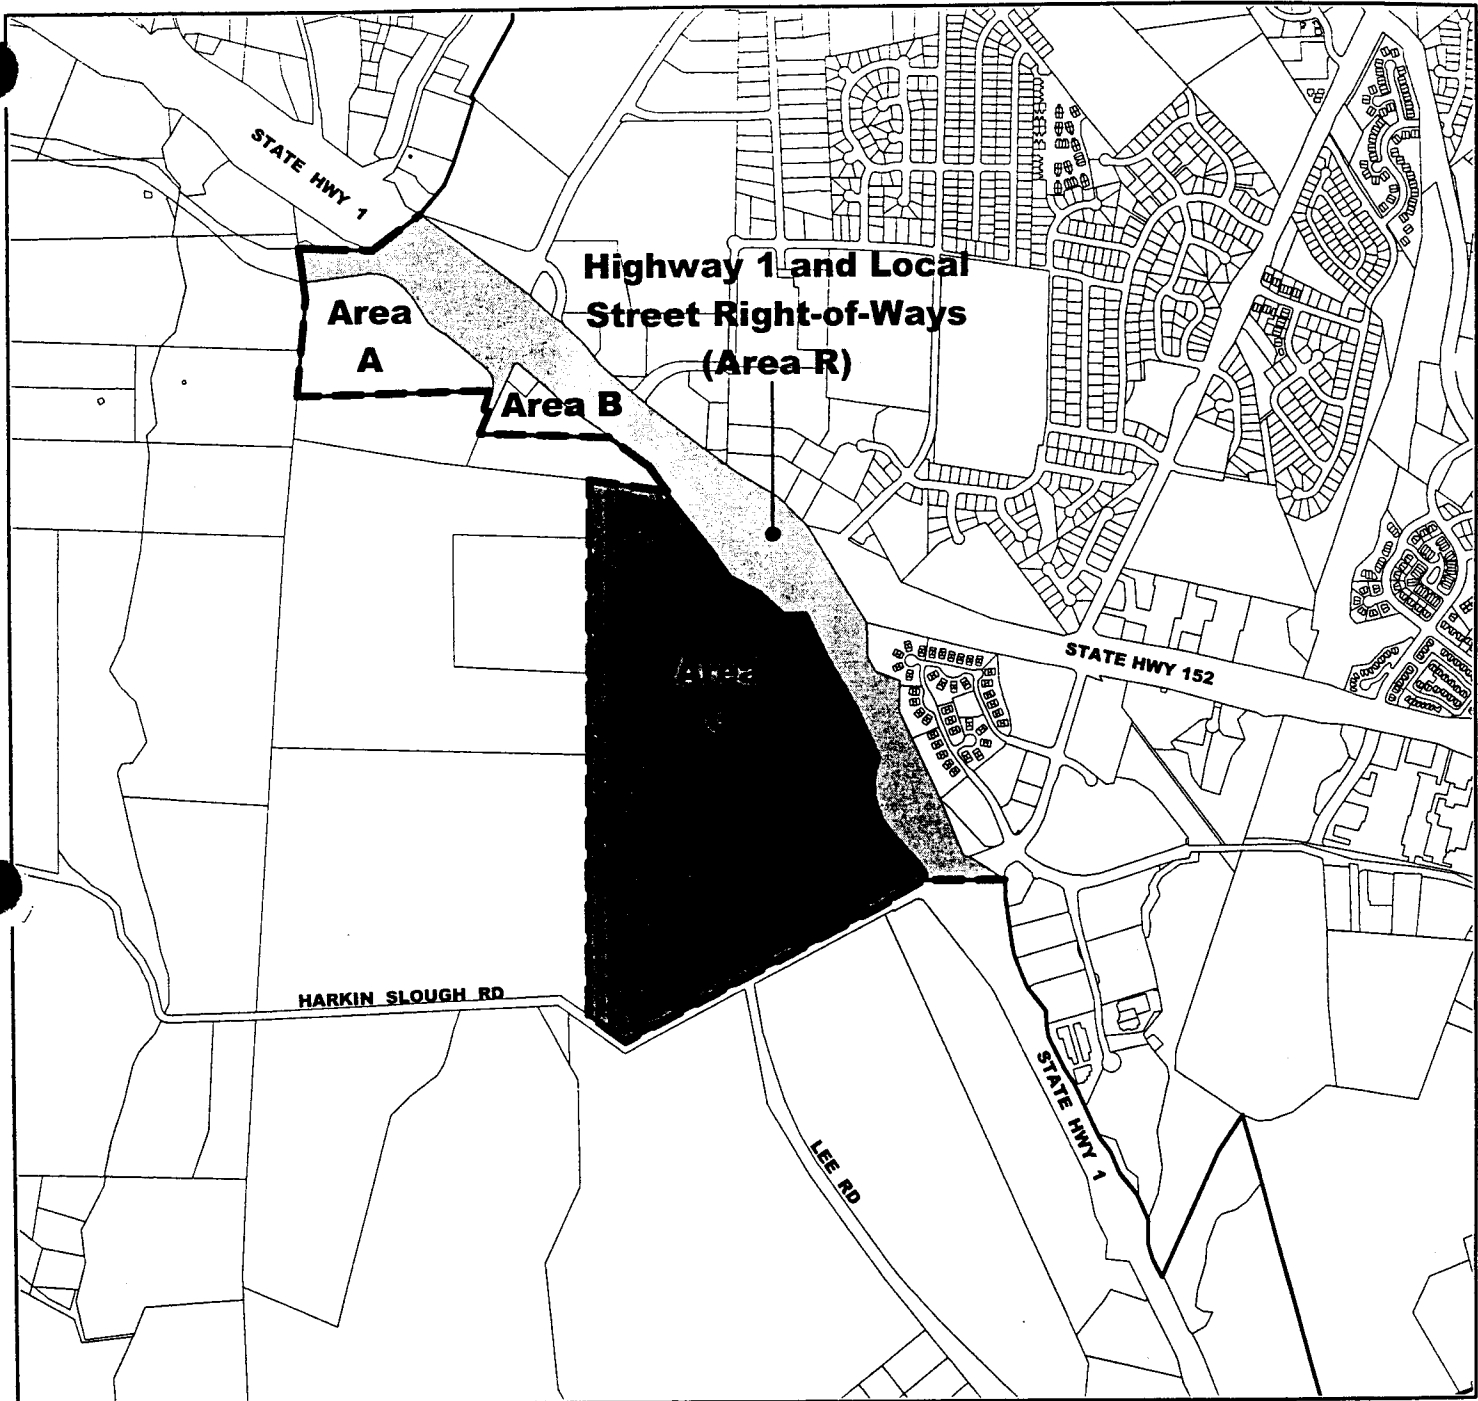 STATE HWY 1
Highway 1 and Local
Street Right-of-Ways
(Area R)
Area
A
Area B
Area
C
STATE HWY 152
HARKIN SLOUGH RD
STATE HWY 1
LEE RD